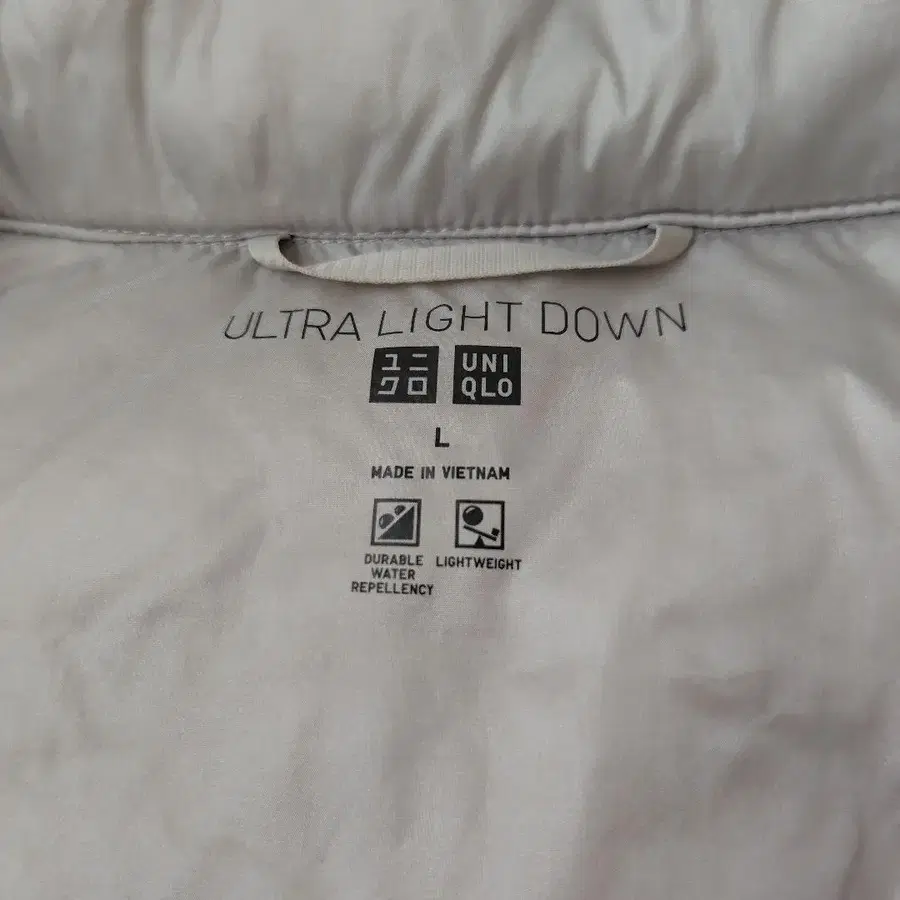 ULTRA LIGHT DOWN
ユニ
クロ
UNI
QLO
L
MADE IN VIETNAM
DURABLE
WATER
REPELLENCY
LIGHTWEIGHT